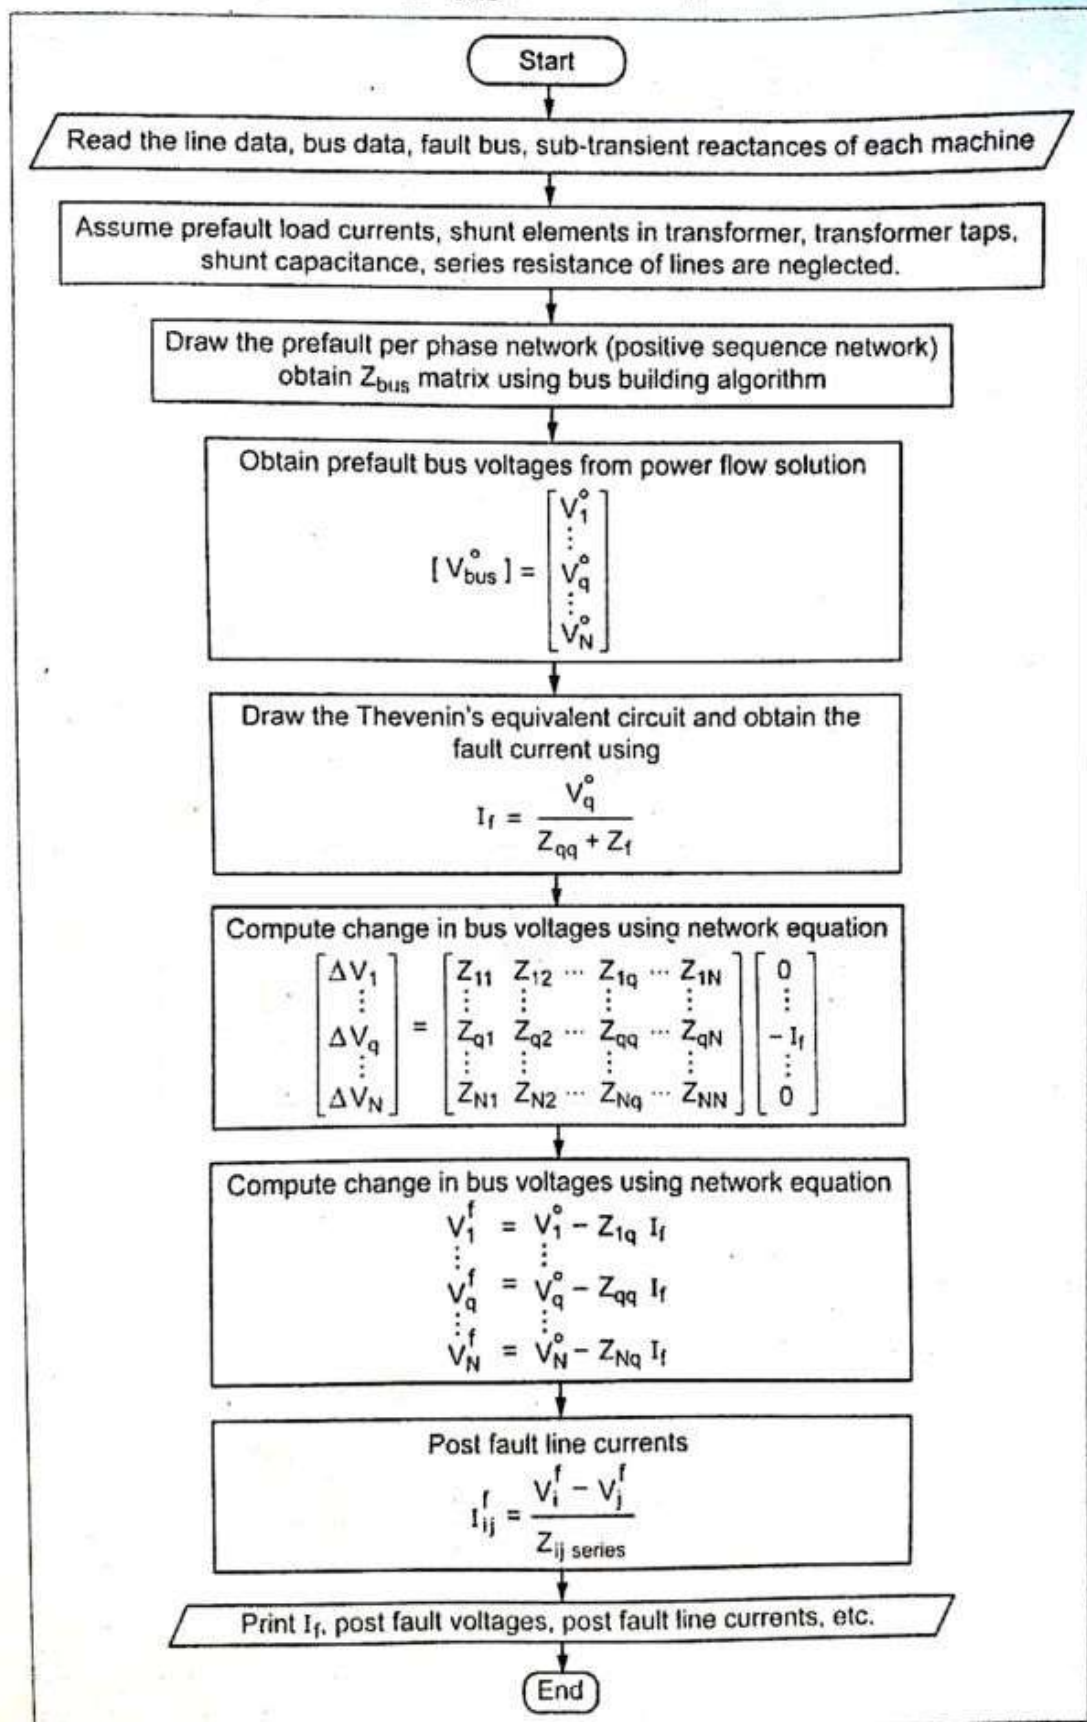 Start
Read the line data, bus data, fault bus, sub-transient reactances of each machine
Assume prefault load currents, shunt elements in transformer, transformer taps,
shunt capacitance, series resistance of lines are neglected.
Draw the prefault per phase network (positive sequence network)
obtain Z_bus matrix using bus building algorithm
Obtain prefault bus voltages from power flow solution
[ V°_bus ] = [ V°_1 ⋮ V°_q ⋮ V°_N ]
Draw the Thevenin's equivalent circuit and obtain the
fault current using
I_f = V°_q / (Z_qq + Z_f)
Compute change in bus voltages using network equation
ΔV_1 Z_11 Z_12 ··· Z_1q ··· Z_1N 0
⋮ ⋮ ⋮ ⋮ ⋮ ⋮
ΔV_q = Z_q1 Z_q2 ··· Z_qq ··· Z_qN − I_f
⋮ ⋮ ⋮ ⋮ ⋮ ⋮
ΔV_N Z_N1 Z_N2 ··· Z_Nq ··· Z_NN 0
Compute change in bus voltages using network equation
V^f_1 = V°_1 − Z_1q I_f
⋮ ⋮
V^f_q = V°_q − Z_qq I_f
⋮ ⋮
V^f_N = V°_N − Z_Nq I_f
Post fault line currents
I^f_ij = (V^f_i − V^f_j) / Z_ij series
Print I_f, post fault voltages, post fault line currents, etc.
End